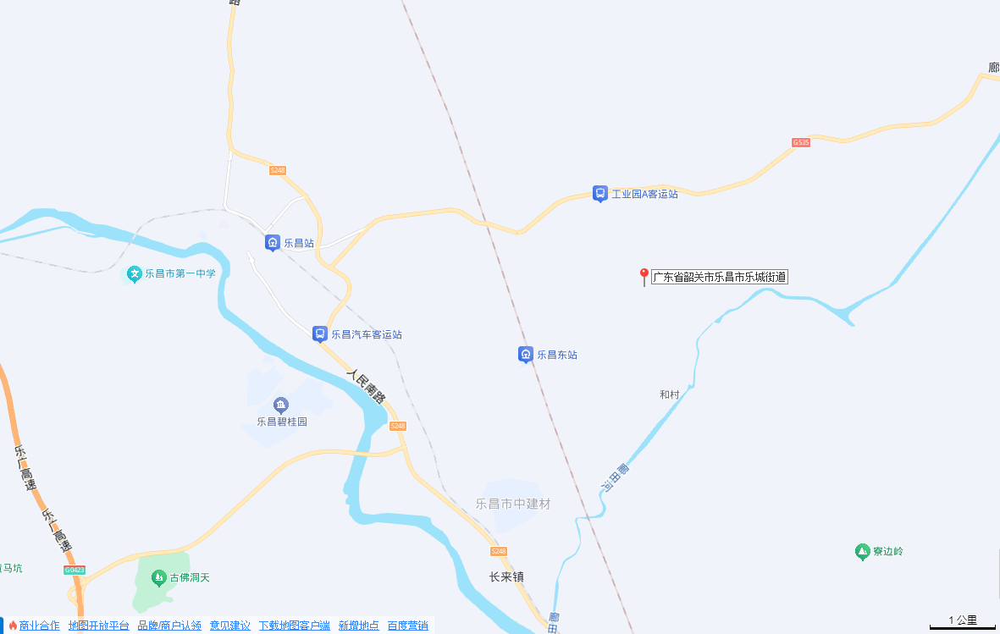 路
廊
G535
S248
工业园A客运站
乐昌站
乐昌市第一中学
广东省韶关市乐昌市乐城街道
乐昌汽车客运站
乐昌东站
人民南路
和村
乐昌碧桂园
S248
乐广高速
廊田河
乐昌市中建材
乐广高速
S248
寮边岭
马坑
G0423
古佛洞天
长来镇
廊田
商业合作 地图开放平台 品牌/商户认领 意见建议 下载地图客户端 新增地点 百度营销
1 公里